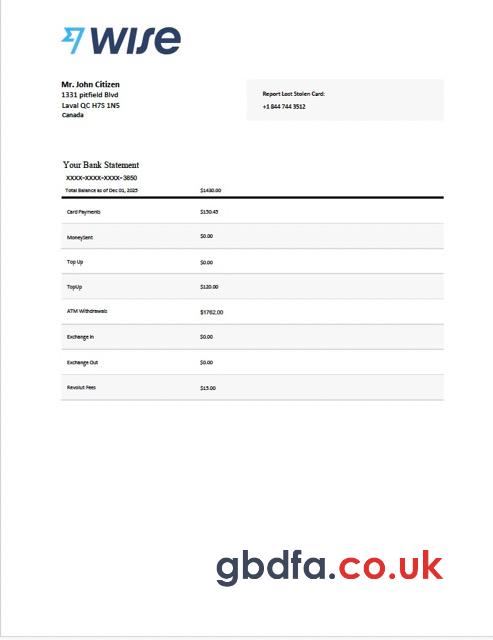 WISE
Mr. John Citizen
1331 pitfield Blvd
Laval QC H7S 1N5
Canada
Report Lost Stolen Card:
+1 844 744 3512
Your Bank Statement
XXXX-XXXX-XXXX-3850
Total Balance as of Dec 01, 2025 $1430.00
Card Payments $150.45
MoneySent $0.00
Top Up $0.00
TopUp $120.00
ATM Withdrawals $1762.00
Exchange In $0.00
Exchange Out $0.00
Revolut Fees $15.00
gbdfa.co.uk